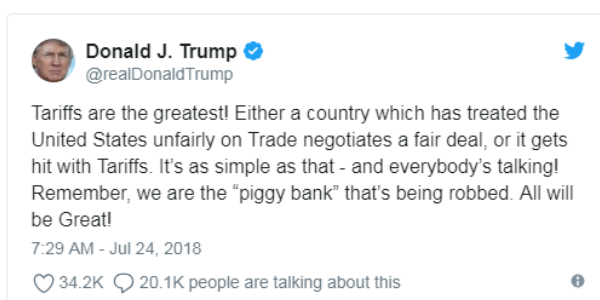 Donald J. Trump
@realDonaldTrump
Tariffs are the greatest! Either a country which has treated the
United States unfairly on Trade negotiates a fair deal, or it gets
hit with Tariffs. It’s as simple as that - and everybody’s talking!
Remember, we are the “piggy bank” that’s being robbed. All will
be Great!
7:29 AM - Jul 24, 2018
34.2K 20.1K people are talking about this